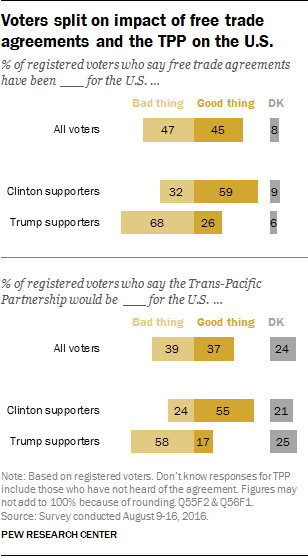 Voters split on impact of free trade
agreements and the TPP on the U.S.
% of registered voters who say free trade agreements
have been ___ for the U.S. ...
Bad thing Good thing DK
All voters 47 45 8
Clinton supporters 32 59 9
Trump supporters 68 26 6
% of registered voters who say the Trans-Pacific
Partnership would be ___ for the U.S. ...
Bad thing Good thing DK
All voters 39 37 24
Clinton supporters 24 55 21
Trump supporters 58 17 25
Note: Based on registered voters. Don't know responses for TPP
include those who have not heard of the agreement. Figures may
not add to 100% because of rounding. Q55F2 & Q56F1.
Source: Survey conducted August 9-16, 2016.
PEW RESEARCH CENTER